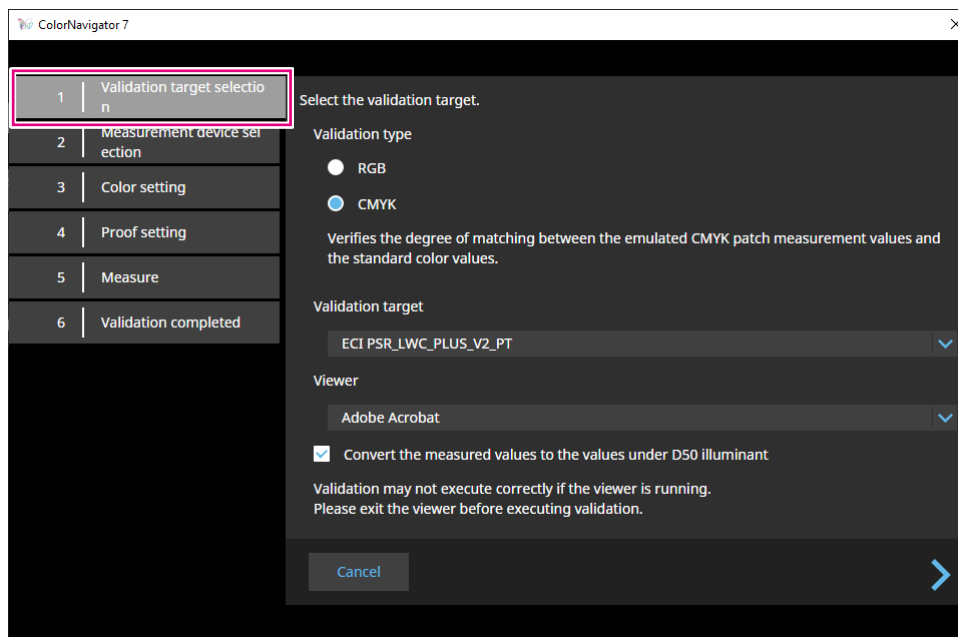 ColorNavigator 7
1
Validation target selectio
n
2
Measurement device sel
ection
3
Color setting
4
Proof setting
5
Measure
6
Validation completed
Select the validation target.
Validation type
RGB
CMYK
Verifies the degree of matching between the emulated CMYK patch measurement values and
the standard color values.
Validation target
ECI PSR_LWC_PLUS_V2_PT
Viewer
Adobe Acrobat
Convert the measured values to the values under D50 illuminant
Validation may not execute correctly if the viewer is running.
Please exit the viewer before executing validation.
Cancel